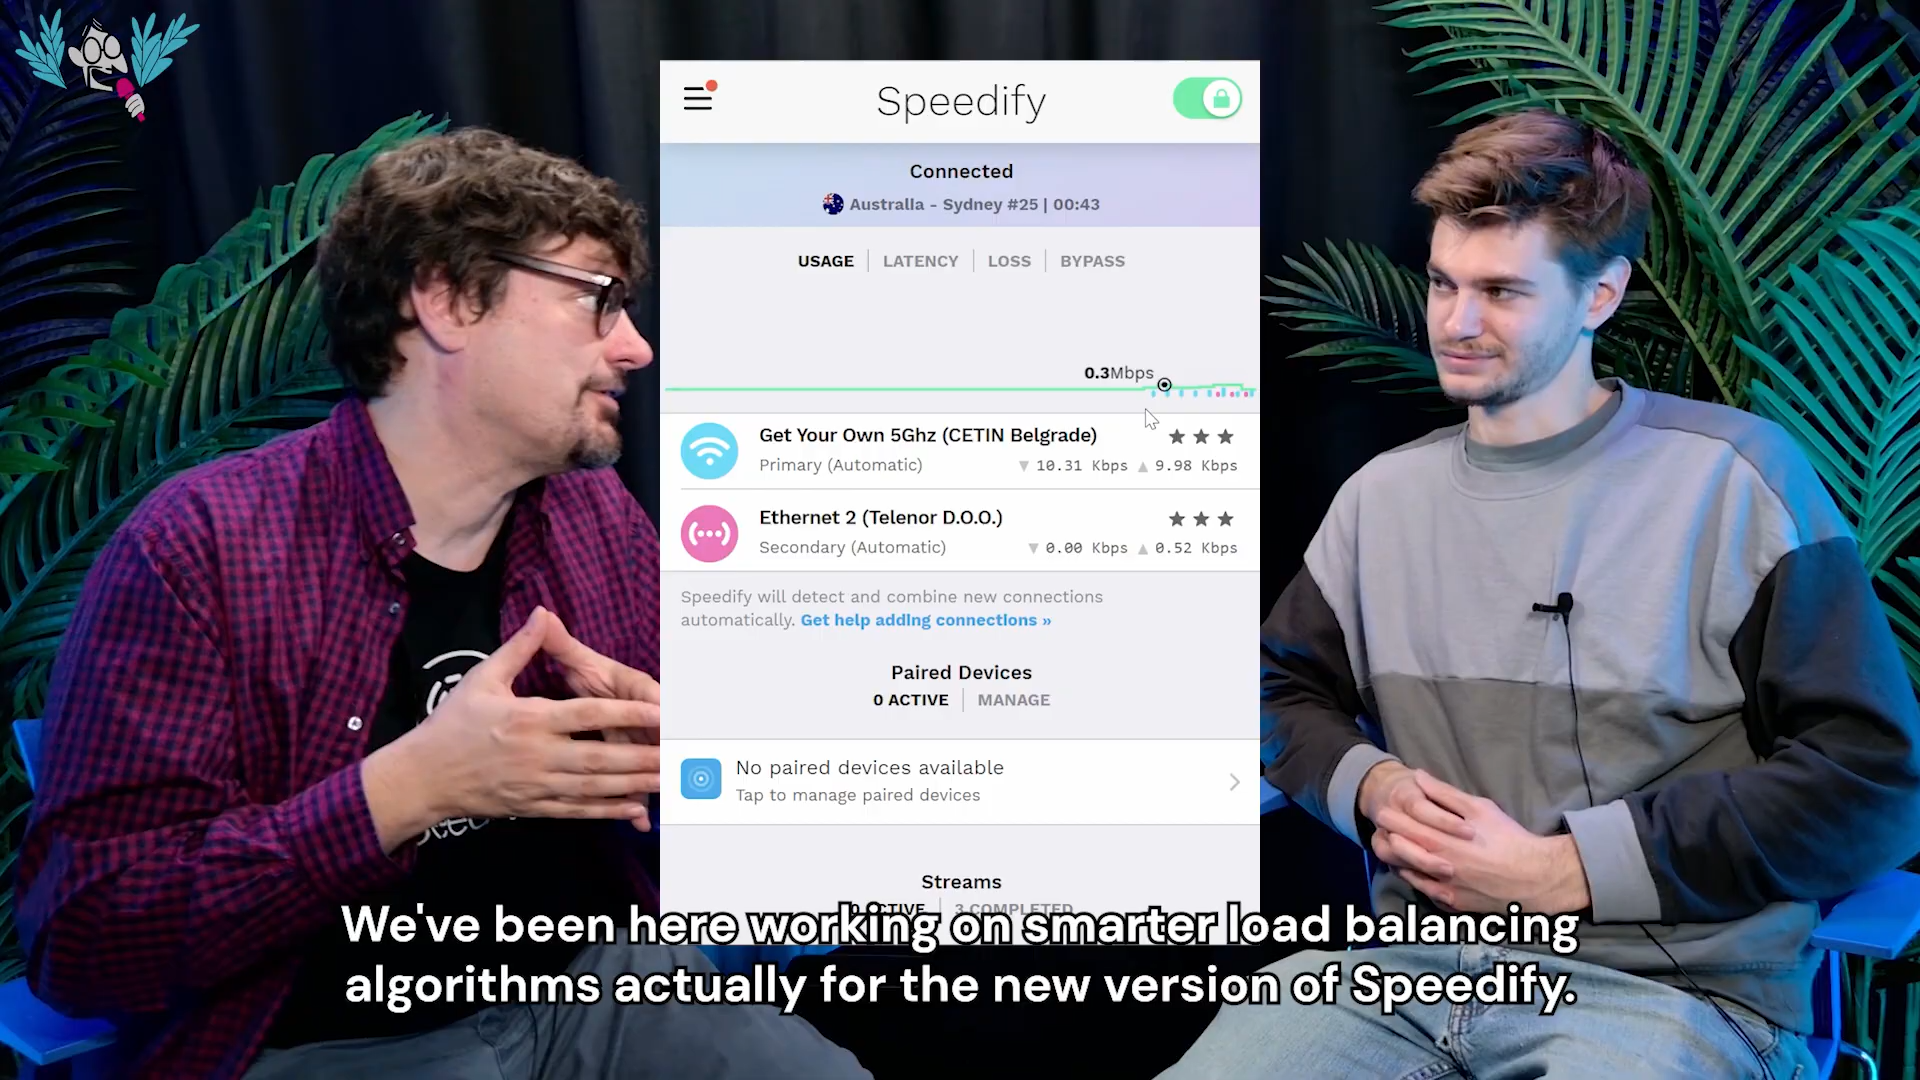 Speedify
Connected
Australia - Sydney #25 | 00:43
USAGE | LATENCY | LOSS | BYPASS
0.3Mbps
Get Your Own 5Ghz (CETIN Belgrade)
Primary (Automatic) ▼ 10.31 Kbps ▲ 9.98 Kbps
Ethernet 2 (Telenor D.O.O.)
Secondary (Automatic) ▼ 0.00 Kbps ▲ 0.52 Kbps
Speedify will detect and combine new connections
automatically. Get help adding connections »
Paired Devices
0 ACTIVE | MANAGE
No paired devices available
Tap to manage paired devices
Streams
0 ACTIVE | 3 COMPLETED
We've been here working on smarter load balancing
algorithms actually for the new version of Speedify.